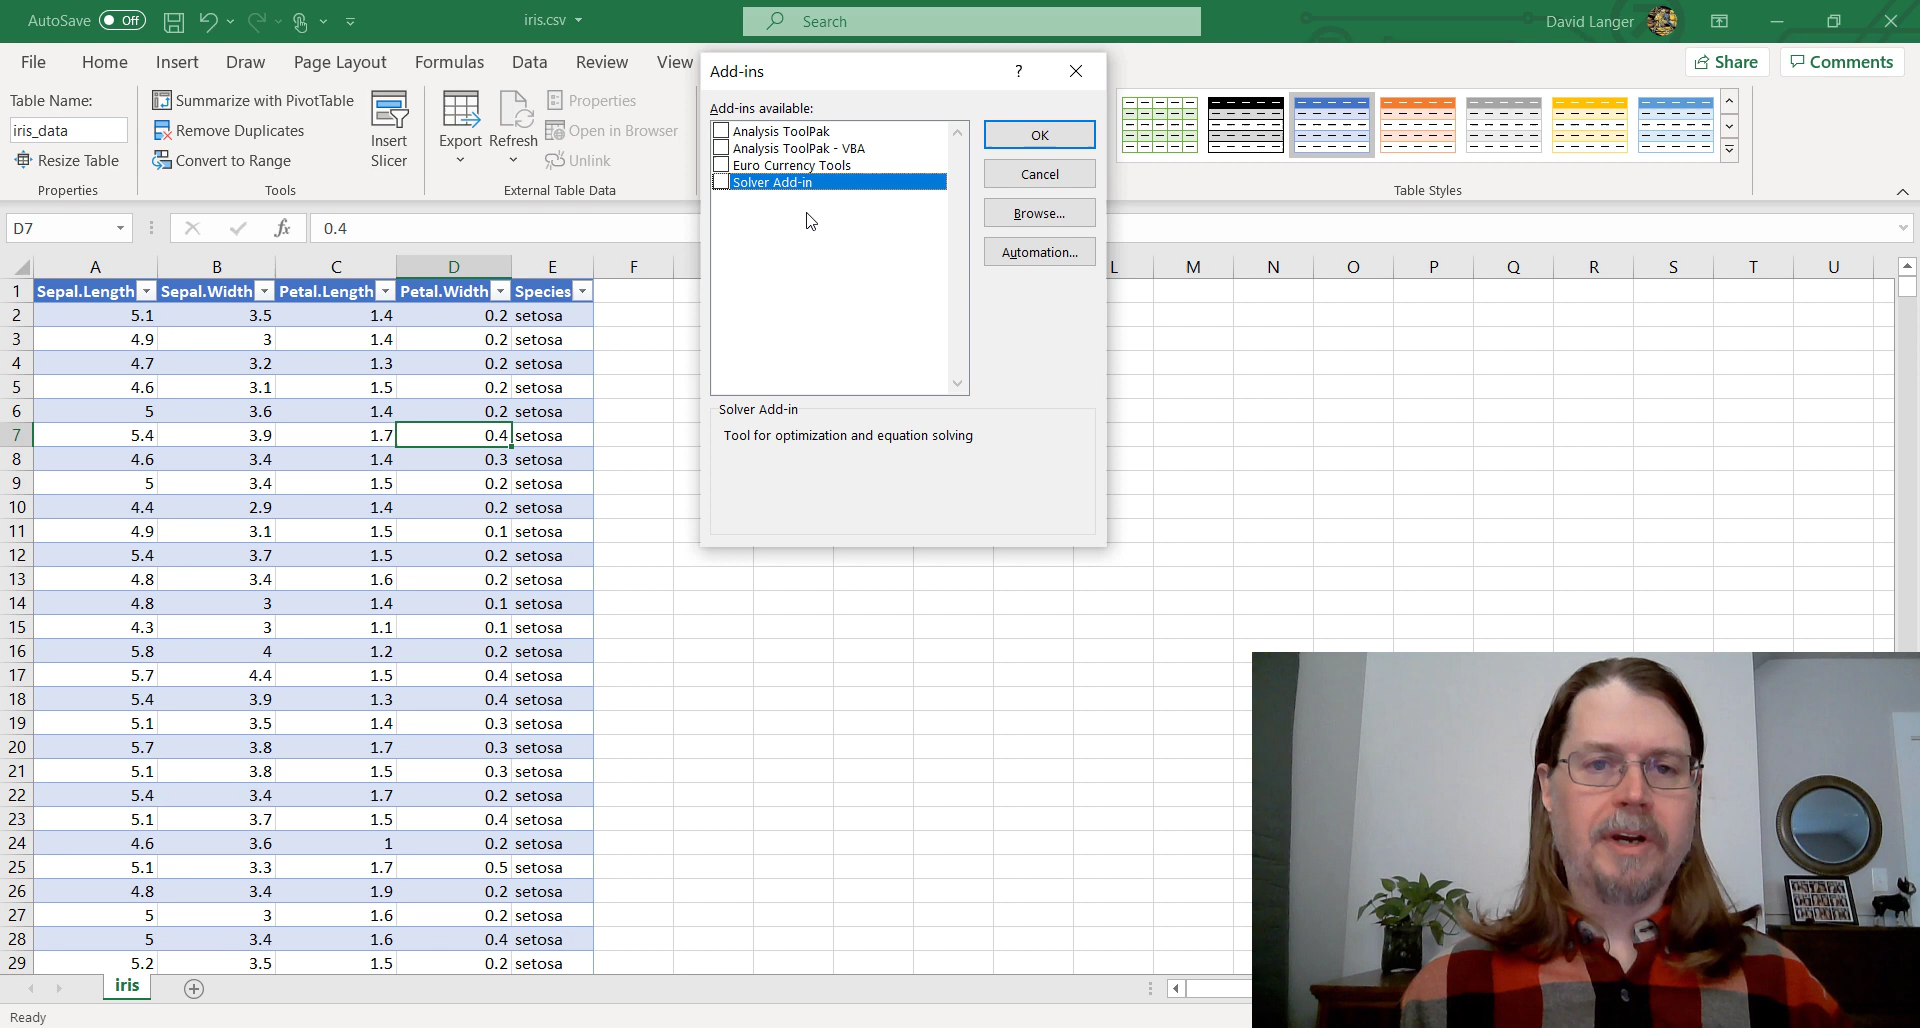 AutoSave Off iris.csv Search David Langer
File Home Insert Draw Page Layout Formulas Data Review View Share Comments
Table Name:
iris_data
Resize Table
Properties
Summarize with PivotTable
Remove Duplicates
Convert to Range
Tools
Insert
Slicer
Export Refresh
Properties
Open in Browser
Unlink
External Table Data
Table Styles
Add-ins ?
Add-ins available:
Analysis ToolPak
Analysis ToolPak - VBA
Euro Currency Tools
Solver Add-in
OK
Cancel
Browse...
Automation...
Solver Add-in
Tool for optimization and equation solving
D7 fx 0.4
A B C D E F L M N O P Q R S T U
1 Sepal.Length Sepal.Width Petal.Length Petal.Width Species
2 5.1 3.5 1.4 0.2 setosa
3 4.9 3 1.4 0.2 setosa
4 4.7 3.2 1.3 0.2 setosa
5 4.6 3.1 1.5 0.2 setosa
6 5 3.6 1.4 0.2 setosa
7 5.4 3.9 1.7 0.4 setosa
8 4.6 3.4 1.4 0.3 setosa
9 5 3.4 1.5 0.2 setosa
10 4.4 2.9 1.4 0.2 setosa
11 4.9 3.1 1.5 0.1 setosa
12 5.4 3.7 1.5 0.2 setosa
13 4.8 3.4 1.6 0.2 setosa
14 4.8 3 1.4 0.1 setosa
15 4.3 3 1.1 0.1 setosa
16 5.8 4 1.2 0.2 setosa
17 5.7 4.4 1.5 0.4 setosa
18 5.4 3.9 1.3 0.4 setosa
19 5.1 3.5 1.4 0.3 setosa
20 5.7 3.8 1.7 0.3 setosa
21 5.1 3.8 1.5 0.3 setosa
22 5.4 3.4 1.7 0.2 setosa
23 5.1 3.7 1.5 0.4 setosa
24 4.6 3.6 1 0.2 setosa
25 5.1 3.3 1.7 0.5 setosa
26 4.8 3.4 1.9 0.2 setosa
27 5 3 1.6 0.2 setosa
28 5 3.4 1.6 0.4 setosa
29 5.2 3.5 1.5 0.2 setosa
iris
Ready